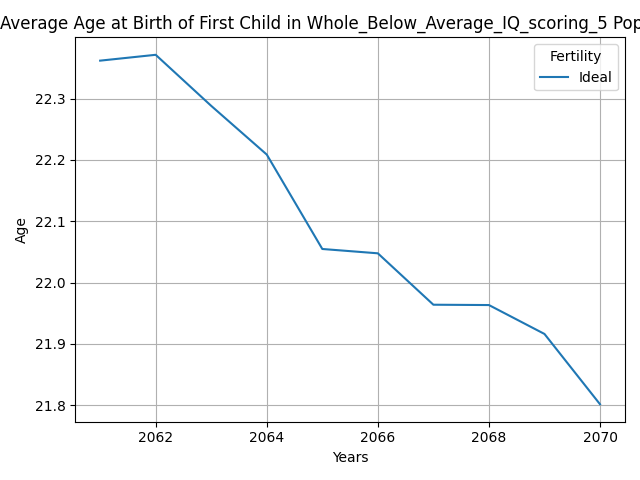 Average Age at Birth of First Child in Whole_Below_Average_IQ_scoring_5 Pop
Fertility
Ideal
22.3
22.2
22.1
22.0
21.9
21.8
Age
2062 2064 2066 2068 2070
Years